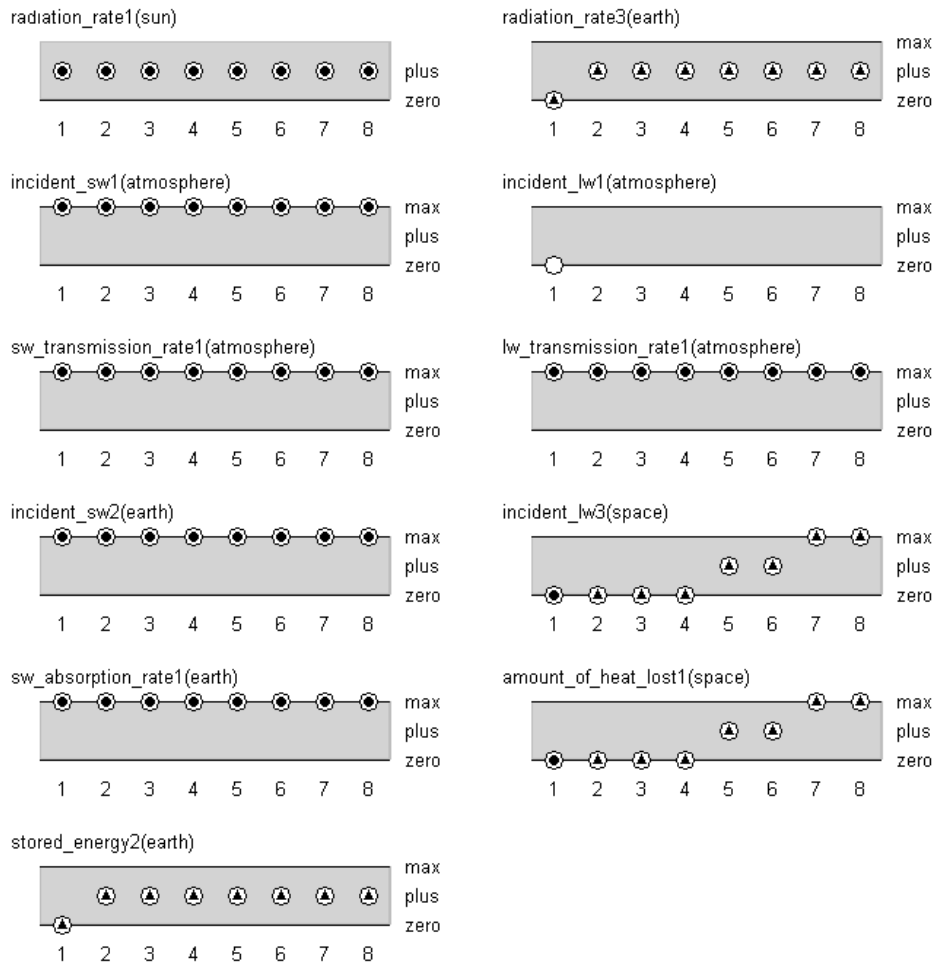 radiation_rate1(sun)
plus
zero
1 2 3 4 5 6 7 8
radiation_rate3(earth)
max
plus
zero
1 2 3 4 5 6 7 8
incident_sw1(atmosphere)
max
plus
zero
1 2 3 4 5 6 7 8
incident_lw1(atmosphere)
max
plus
zero
1 2 3 4 5 6 7 8
sw_transmission_rate1(atmosphere)
max
plus
zero
1 2 3 4 5 6 7 8
lw_transmission_rate1(atmosphere)
max
plus
zero
1 2 3 4 5 6 7 8
incident_sw2(earth)
max
plus
zero
1 2 3 4 5 6 7 8
incident_lw3(space)
max
plus
zero
1 2 3 4 5 6 7 8
sw_absorption_rate1(earth)
max
plus
zero
1 2 3 4 5 6 7 8
amount_of_heat_lost1(space)
max
plus
zero
1 2 3 4 5 6 7 8
stored_energy2(earth)
max
plus
zero
1 2 3 4 5 6 7 8